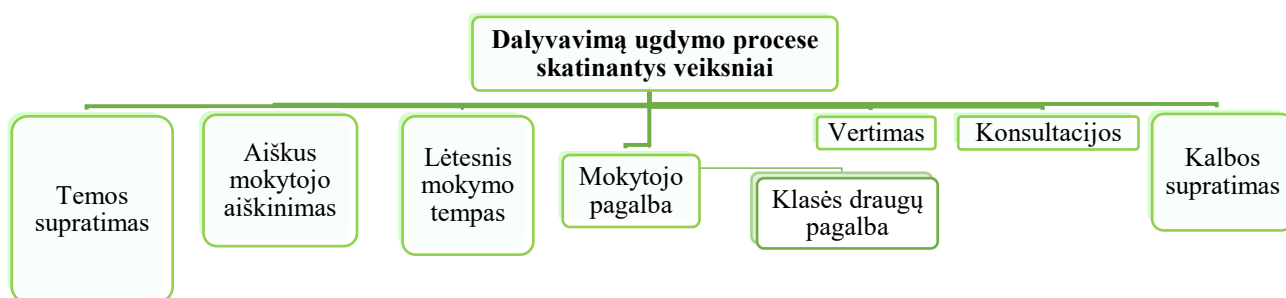 Dalyvavimą ugdymo procese
skatinantys veiksniai
Temos
supratimas
Aiškus
mokytojo
aiškinimas
Lėtesnis
mokymo
tempas
Mokytojo
pagalba
Klasės draugų
pagalba
Vertimas
Konsultacijos
Kalbos
supratimas